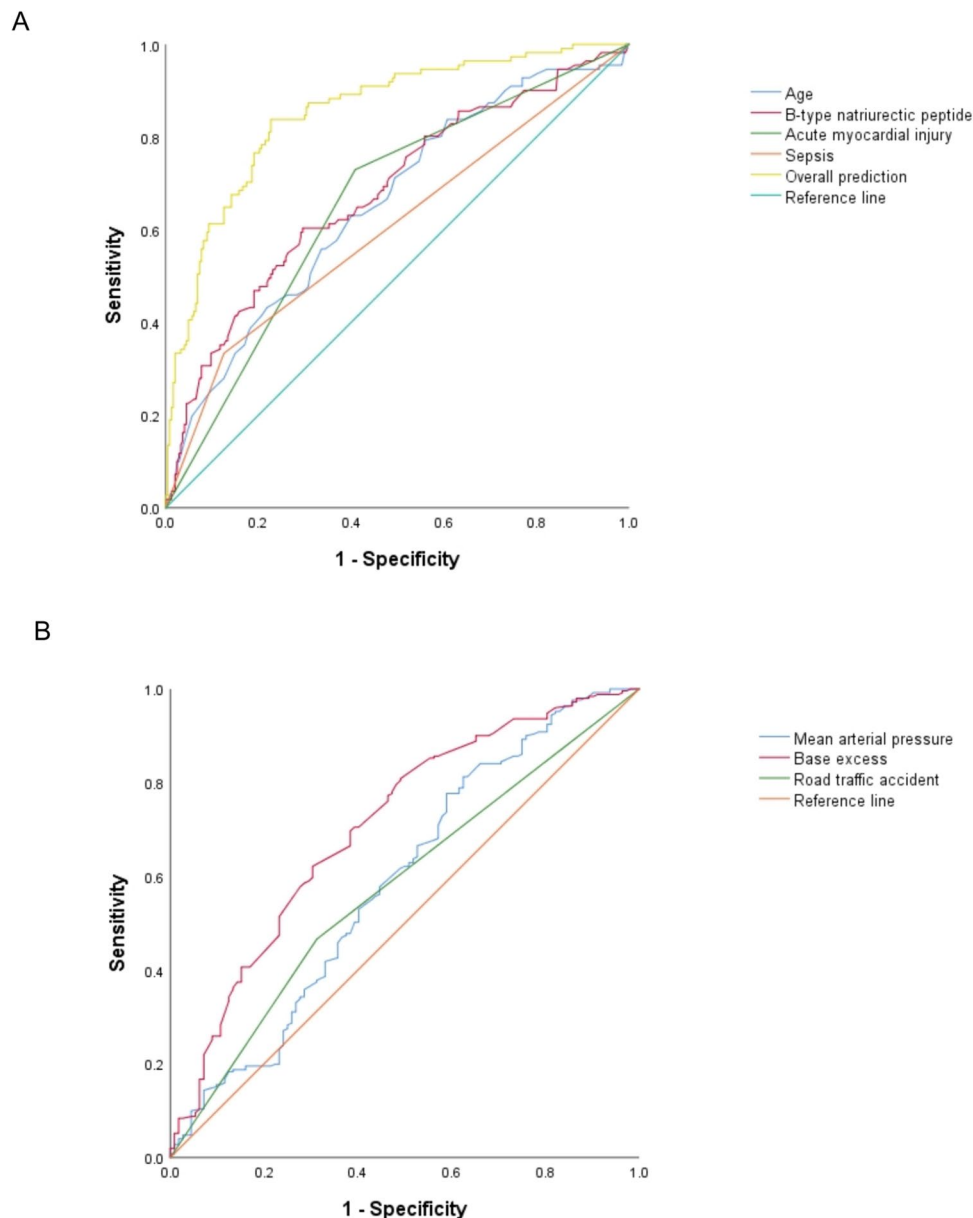 A
1.0
0.8
0.6
0.4
0.2
0.0
0.0 0.2 0.4 0.6 0.8 1.0
Sensitivity
1 - Specificity
Age
B-type natriurectic peptide
Acute myocardial injury
Sepsis
Overall prediction
Reference line
B
1.0
0.8
0.6
0.4
0.2
0.0
0.0 0.2 0.4 0.6 0.8 1.0
Sensitivity
1 - Specificity
Mean arterial pressure
Base excess
Road traffic accident
Reference line